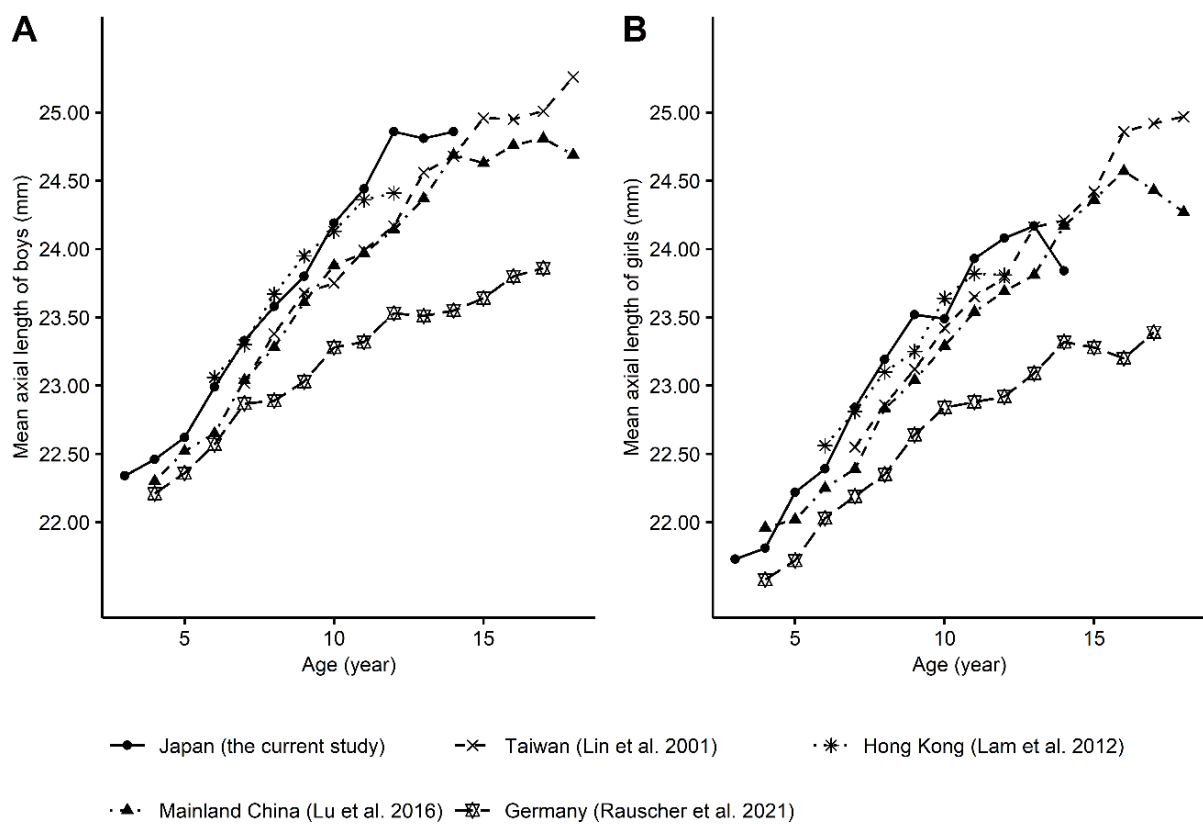 A
B
Mean axial length of boys (mm)
25.00
24.50
24.00
23.50
23.00
22.50
22.00
5
10
15
Age (year)
Mean axial length of girls (mm)
25.00
24.50
24.00
23.50
23.00
22.50
22.00
5
10
15
Age (year)
Japan (the current study)
Taiwan (Lin et al. 2001)
Hong Kong (Lam et al. 2012)
Mainland China (Lu et al. 2016)
Germany (Rauscher et al. 2021)